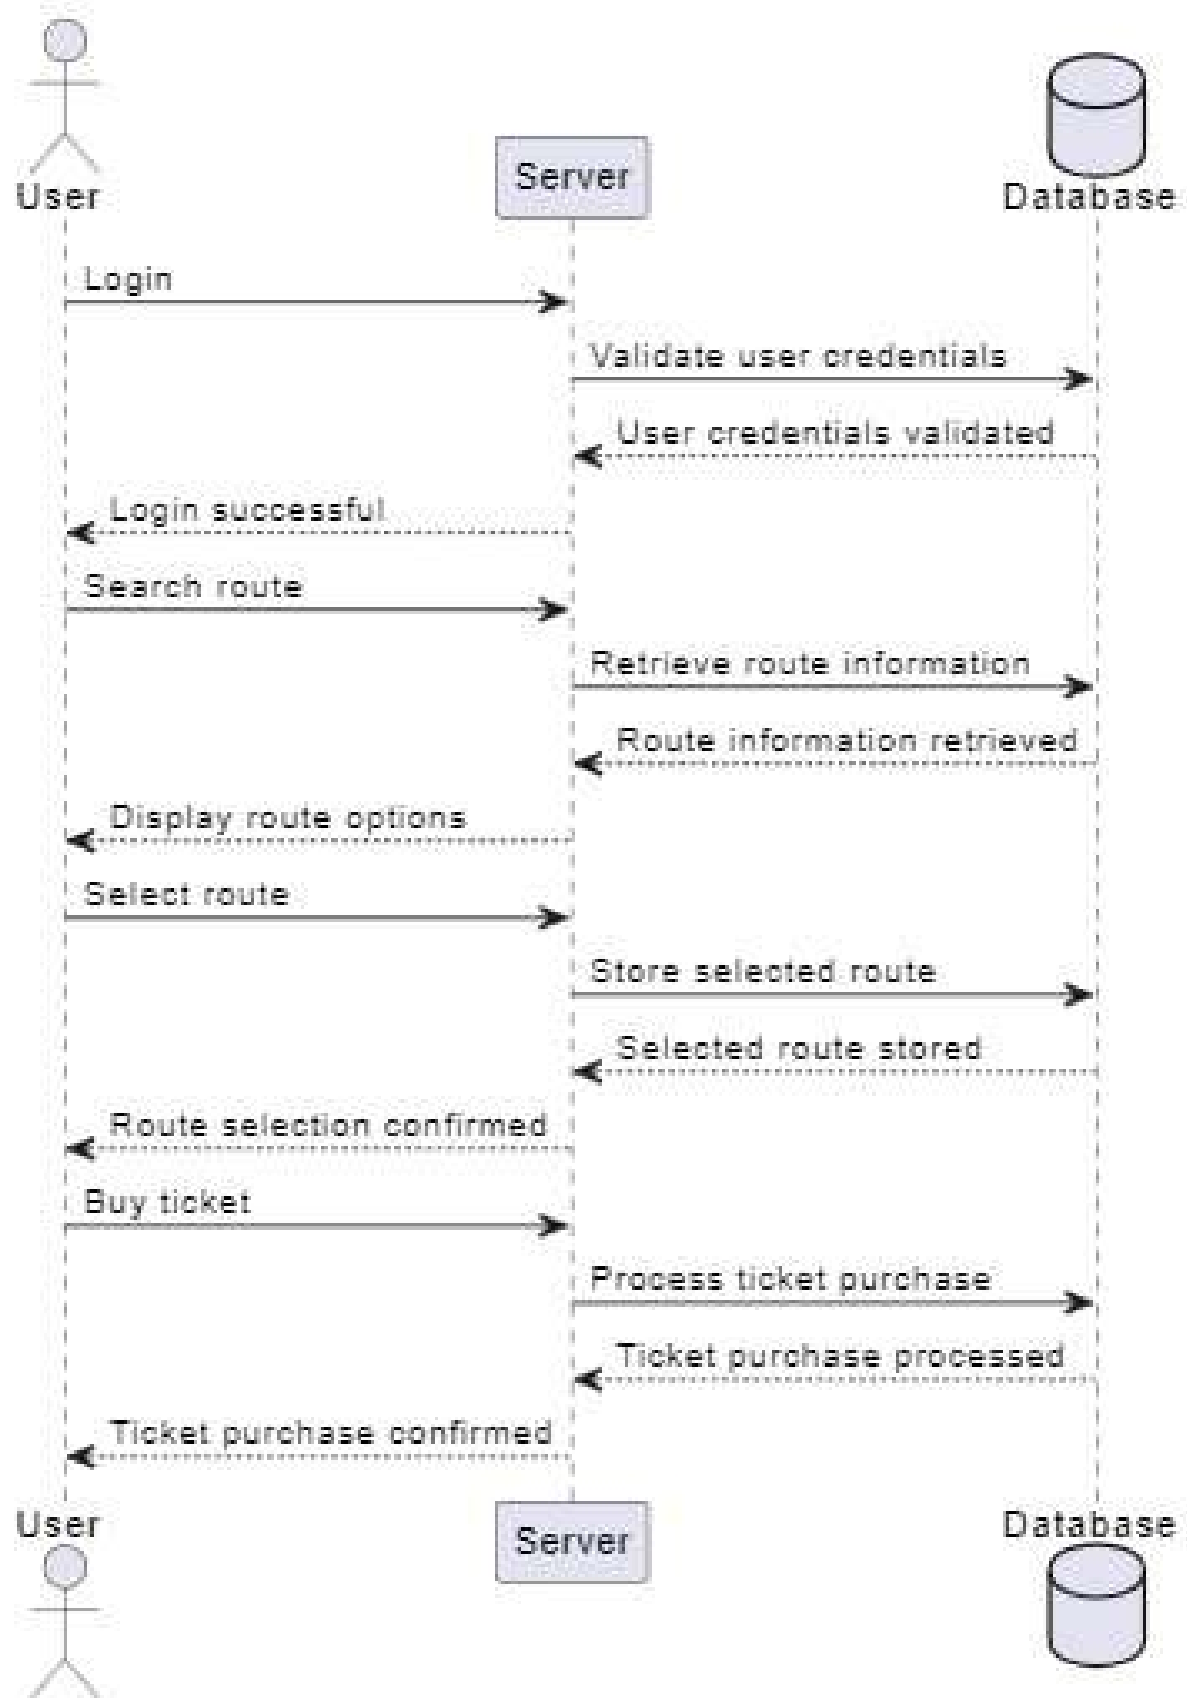 User
Server
Database
Login
Validate user credentials
User credentials validated
Login successful
Search route
Retrieve route information
Route information retrieved
Display route options
Select route
Store selected route
Selected route stored
Route selection confirmed
Buy ticket
Process ticket purchase
Ticket purchase processed
Ticket purchase confirmed
User
Server
Database